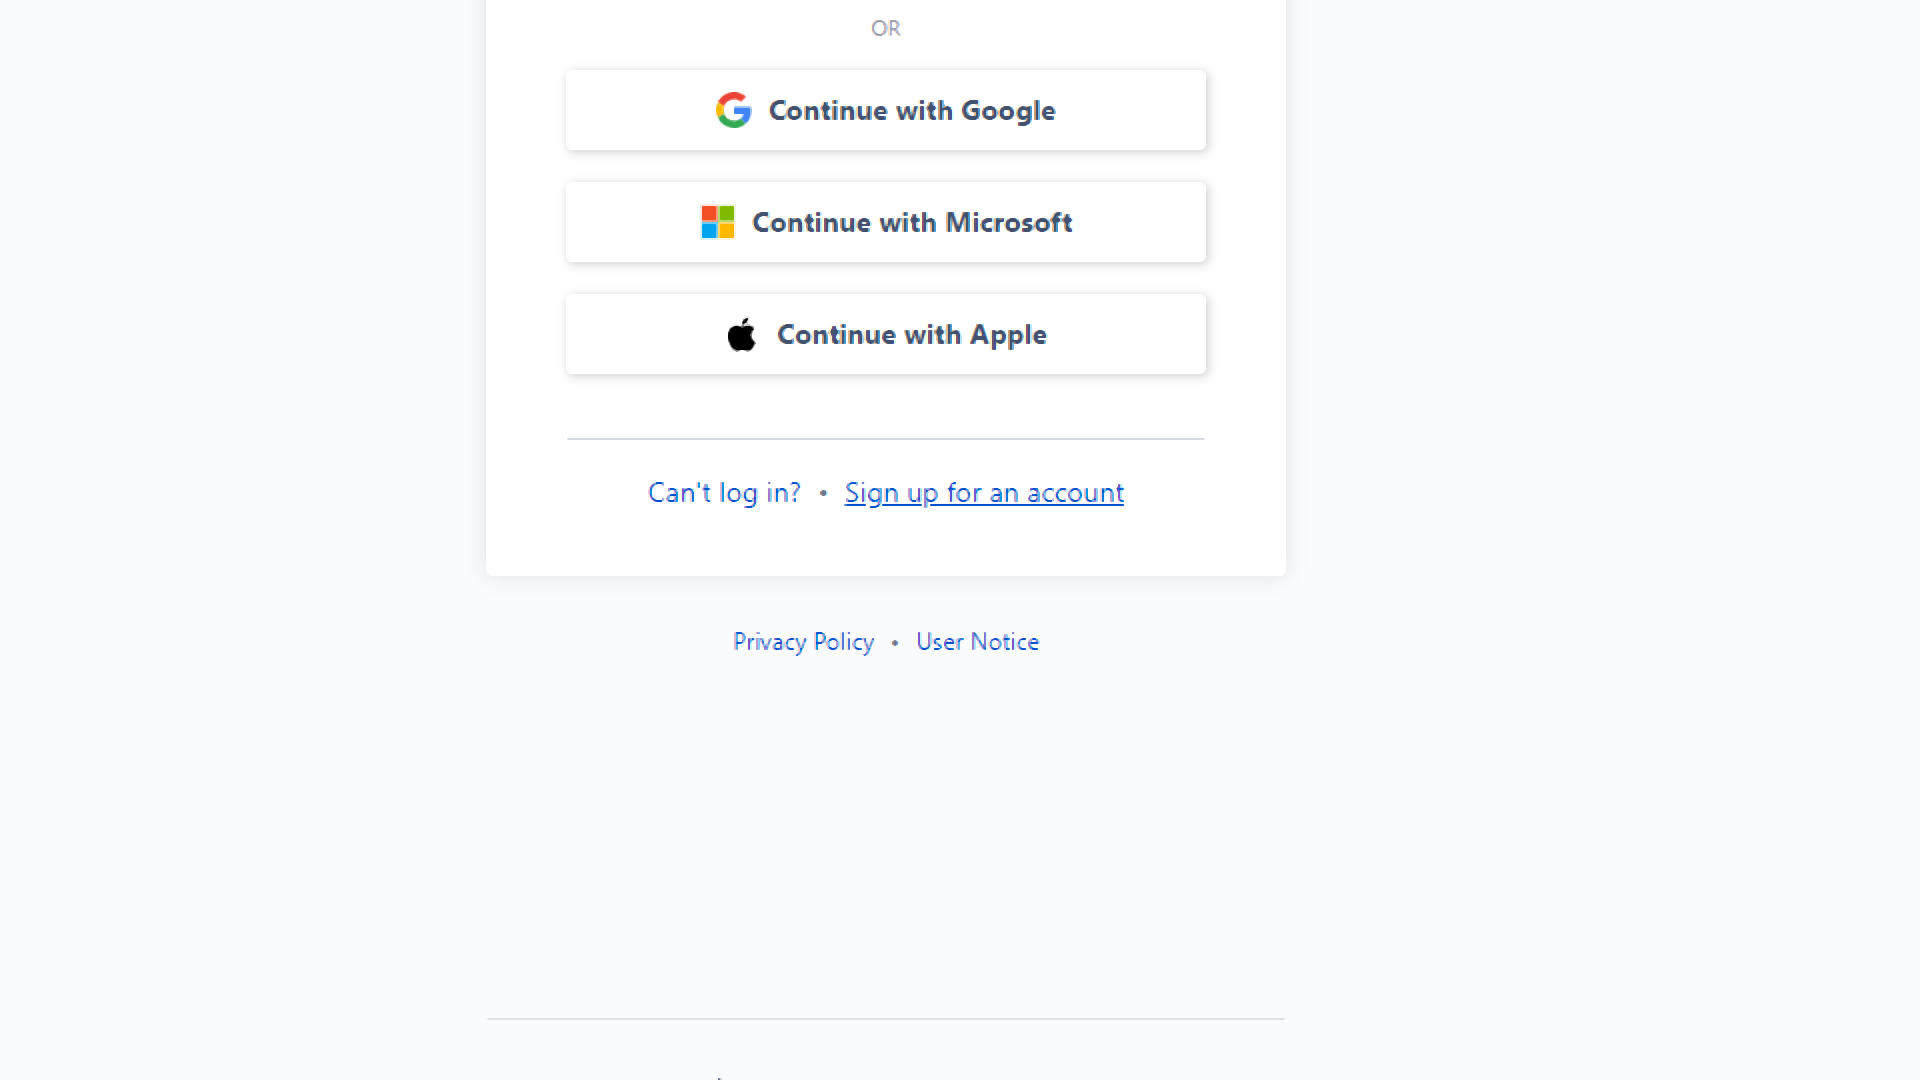 OR
Continue with Google
Continue with Microsoft
Continue with Apple
Can't log in? • Sign up for an account
Privacy Policy • User Notice